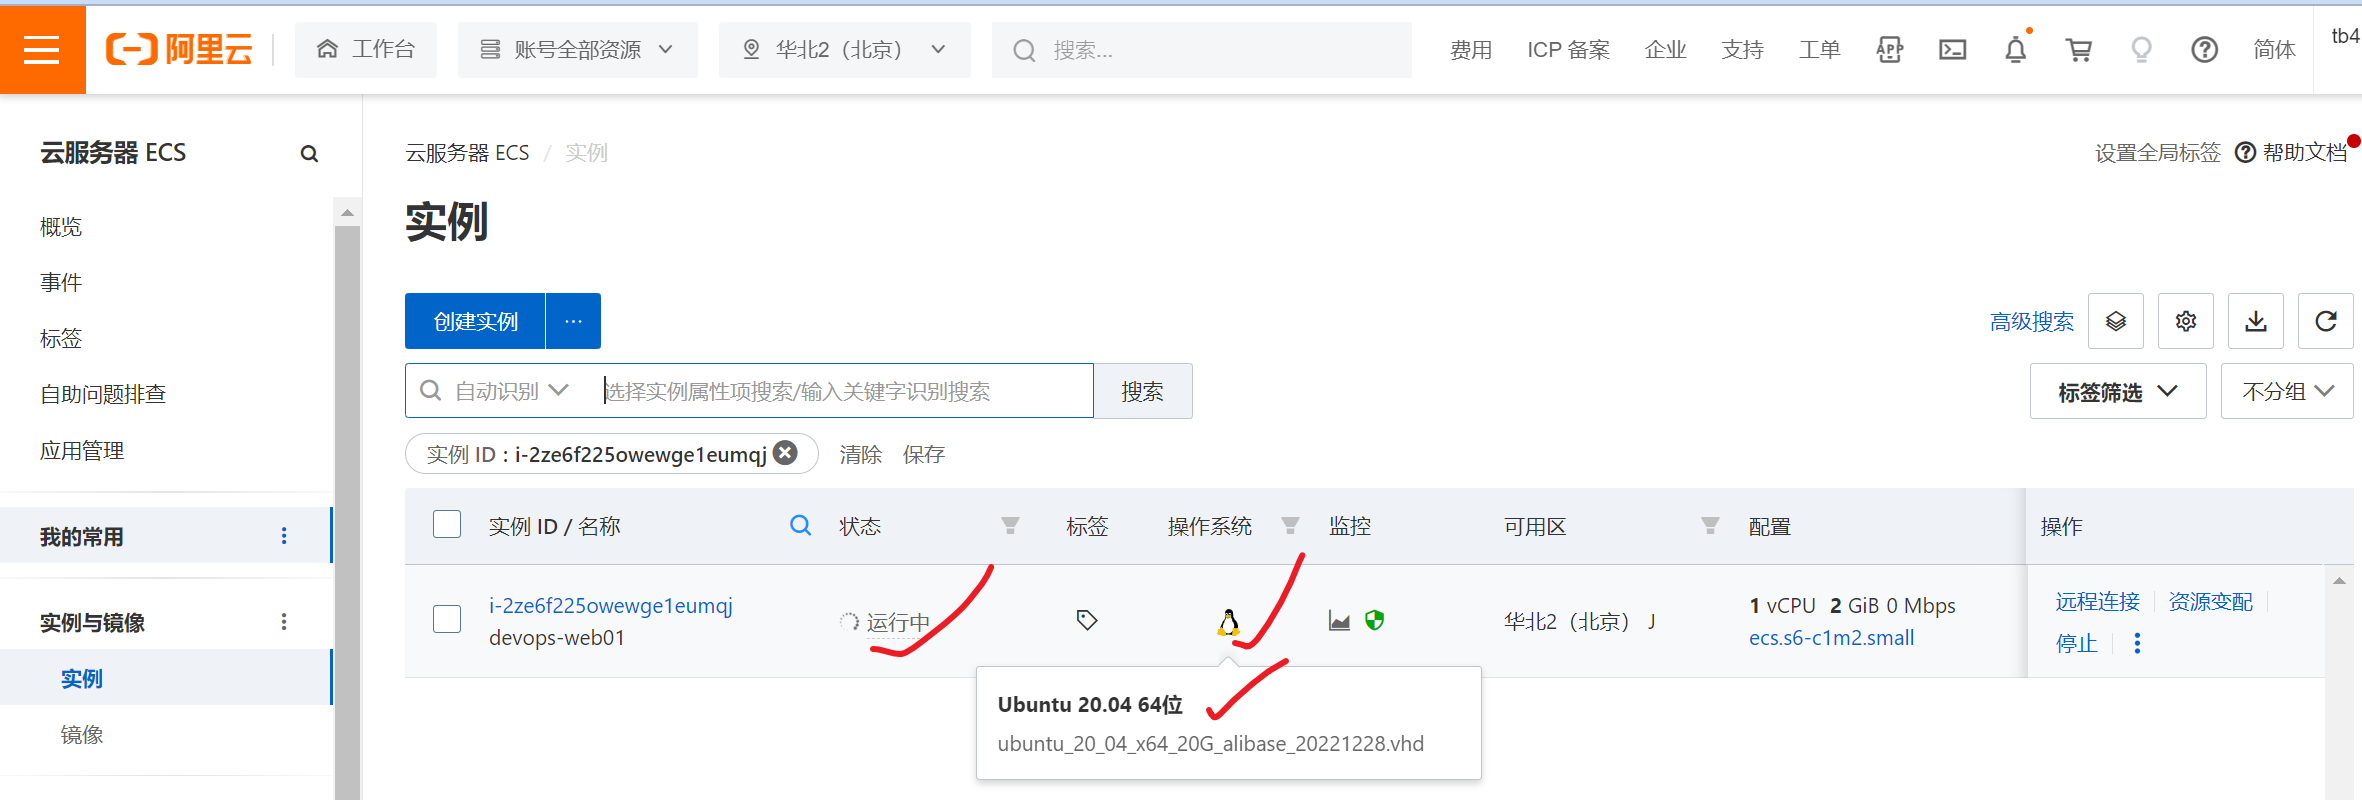 阿里云
工作台
账号全部资源
华北2（北京）
搜索...
费用
ICP 备案
企业
支持
工单
APP
简体
tb4
云服务器 ECS
概览
事件
标签
自助问题排查
应用管理
我的常用
实例与镜像
实例
镜像
云服务器 ECS / 实例
设置全局标签
帮助文档
实例
创建实例
...
高级搜索
自动识别
选择实例属性项搜索/输入关键字识别搜索
搜索
标签筛选
不分组
实例 ID : i-2ze6f225owewge1eumqj
清除
保存
实例 ID / 名称
状态
标签
操作系统
监控
可用区
配置
操作
i-2ze6f225owewge1eumqj
devops-web01
运行中
华北2（北京） J
1 vCPU 2 GiB 0 Mbps
ecs.s6-c1m2.small
远程连接
资源变配
停止
Ubuntu 20.04 64位
ubuntu_20_04_x64_20G_alibase_20221228.vhd